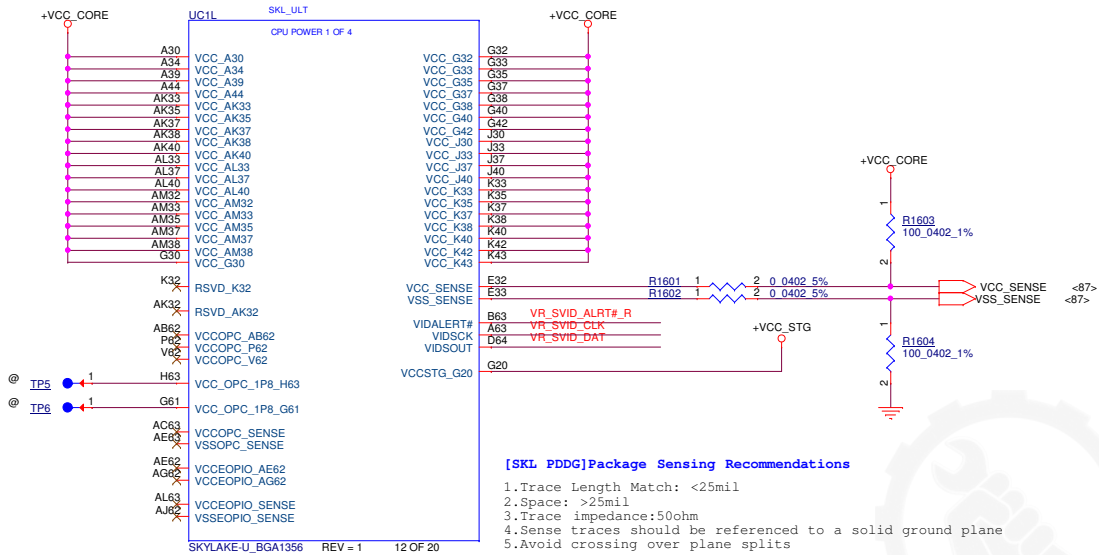 +VCC_CORE
UC1L
SKL_ULT
+VCC_CORE
CPU POWER 1 OF 4
A30 VCC_A30
A34 VCC_A34
A39 VCC_A39
A44 VCC_A44
AK33 VCC_AK33
AK35 VCC_AK35
AK37 VCC_AK37
AK38 VCC_AK38
AK40 VCC_AK40
AL33 VCC_AL33
AL37 VCC_AL37
AL40 VCC_AL40
AM32 VCC_AM32
AM33 VCC_AM33
AM35 VCC_AM35
AM37 VCC_AM37
AM38 VCC_AM38
G30 VCC_G30
K32 RSVD_K32
AK32 RSVD_AK32
AB62 VCCOPC_AB62
P62 VCCOPC_P62
V62 VCCOPC_V62
@ TP5 1 H63 VCC_OPC_1P8_H63
@ TP6 1 G61 VCC_OPC_1P8_G61
AC63 VCCOPC_SENSE
AE63 VSSOPC_SENSE
AE62 VCCEOPIO_AE62
AG62 VCCEOPIO_AG62
AL63 VCCEOPIO_SENSE
AJ62 VSSEOPIO_SENSE
VCC_G32 G32
VCC_G33 G33
VCC_G35 G35
VCC_G37 G37
VCC_G38 G38
VCC_G40 G40
VCC_G42 G42
VCC_J30 J30
VCC_J33 J33
VCC_J37 J37
VCC_J40 J40
VCC_K33 K33
VCC_K35 K35
VCC_K37 K37
VCC_K38 K38
VCC_K40 K40
VCC_K42 K42
VCC_K43 K43
VCC_SENSE E32 R1601 1 2 0_0402_5%
VSS_SENSE E33 R1602 1 2 0_0402_5%
VIDALERT# B63 VR_SVID_ALRT#_R
VIDSCK A63 VR_SVID_CLK
VIDSOUT D64 VR_SVID_DAT
VCCSTG_G20 G20
+VCC_STG
+VCC_CORE
1
R1603
100_0402_1%
2
VCC_SENSE <87>
VSS_SENSE <87>
1
R1604
100_0402_1%
2
SKYLAKE-U_BGA1356 REV = 1 12 OF 20
[SKL PDDG]Package Sensing Recommendations
1.Trace Length Match: <25mil
2.Space: >25mil
3.Trace impedance:50ohm
4.Sense traces should be referenced to a solid ground plane
5.Avoid crossing over plane splits